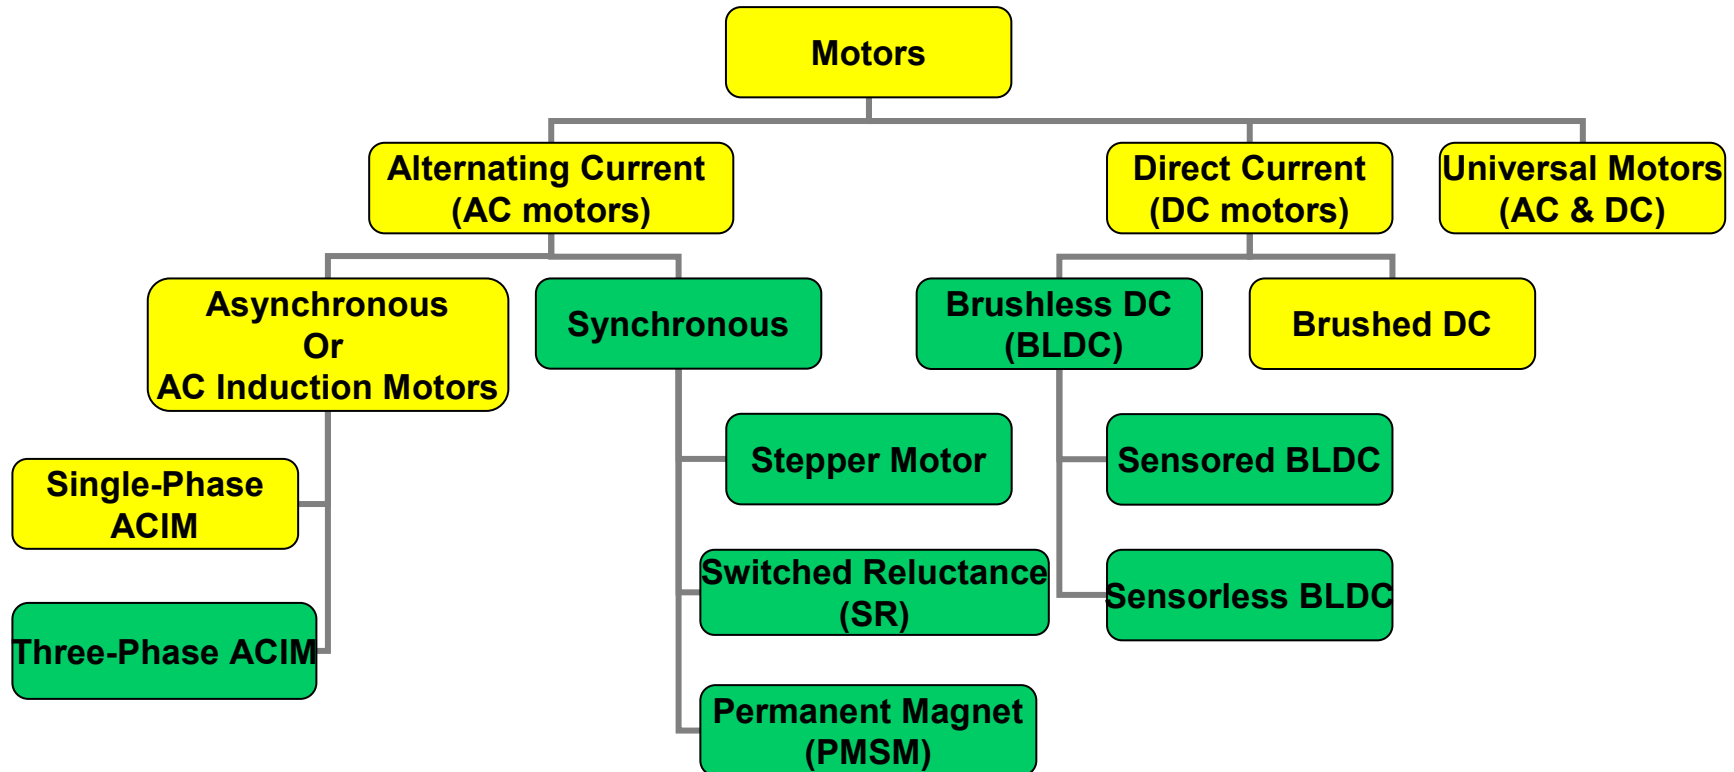 Motors
Alternating Current
(AC motors)
Direct Current
(DC motors)
Universal Motors
(AC & DC)
Asynchronous
Or
AC Induction Motors
Synchronous
Brushless DC
(BLDC)
Brushed DC
Single-Phase
ACIM
Stepper Motor
Sensored BLDC
Three-Phase ACIM
Switched Reluctance
(SR)
Sensorless BLDC
Permanent Magnet
(PMSM)